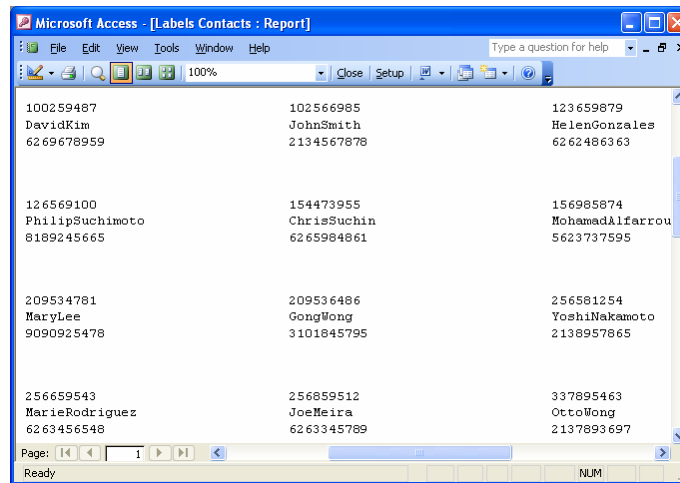 Microsoft Access - [Labels Contacts : Report]
File Edit View Tools Window Help Type a question for help
100% Close Setup
100259487 102566985 123659879
DavidKim JohnSmith HelenGonzales
6269678959 2134567878 6262486363
126569100 154473955 156985874
PhilipSuchimoto ChrisSuchin MohamadAlfarrou
8189245665 6265984861 5623737595
209534781 209536486 256581254
MaryLee GongWong YoshiNakamoto
9090925478 3101845795 2138957865
256659543 256859512 337895463
MarieRodriguez JoeMeira OttoWong
6263456548 6263345789 2137893697
Page: 1
Ready NUM